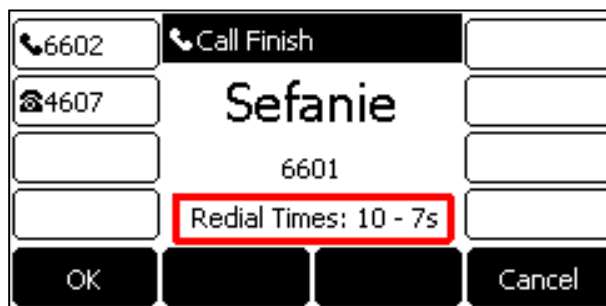 6602
Call Finish
4607
Sefanie
6601
Redial Times: 10 - 7s
OK
Cancel